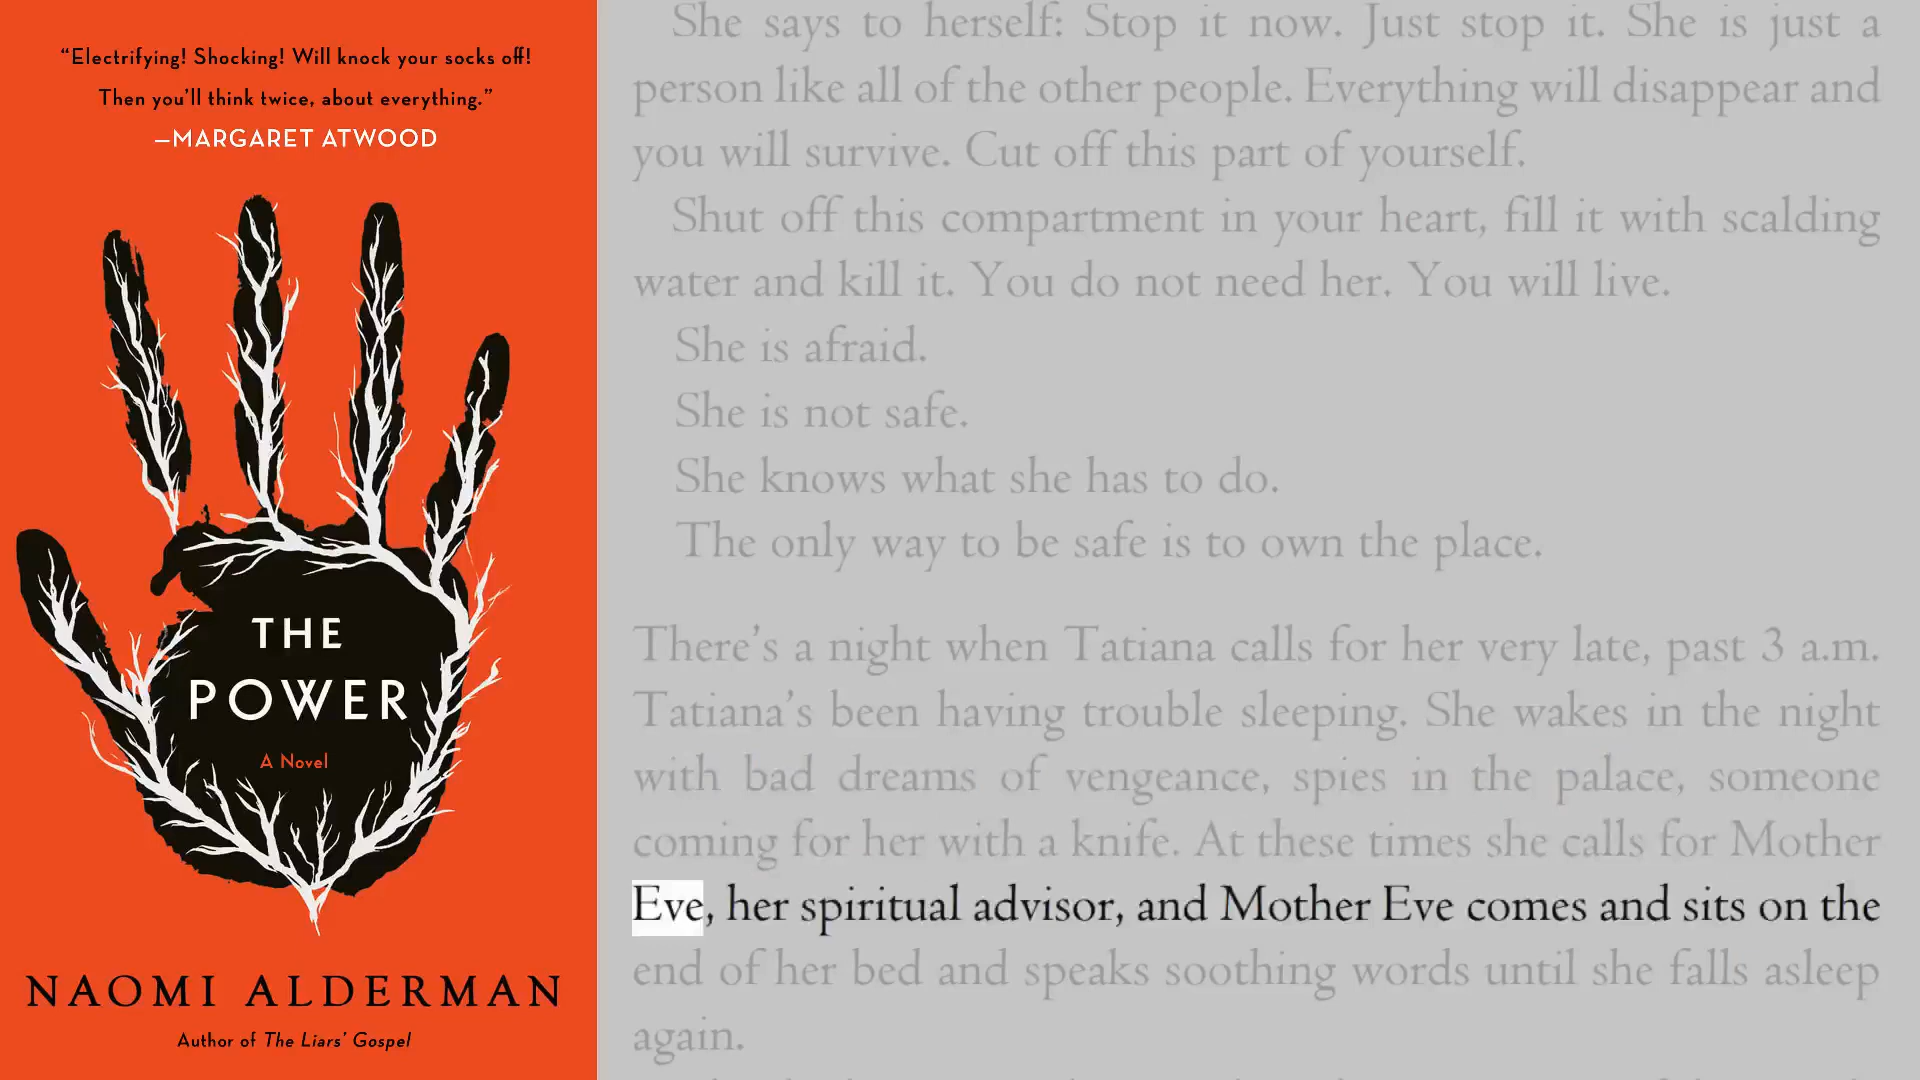 “Electrifying! Shocking! Will knock your socks off!
Then you’ll think twice, about everything.”
—MARGARET ATWOOD
THE
POWER
A Novel
NAOMI ALDERMAN
Author of The Liars’ Gospel
She says to herself: Stop it now. Just stop it. She is just a
person like all of the other people. Everything will disappear and
you will survive. Cut off this part of yourself.
Shut off this compartment in your heart, fill it with scalding
water and kill it. You do not need her. You will live.
She is afraid.
She is not safe.
She knows what she has to do.
The only way to be safe is to own the place.
There’s a night when Tatiana calls for her very late, past 3 a.m.
Tatiana’s been having trouble sleeping. She wakes in the night
with bad dreams of vengeance, spies in the palace, someone
coming for her with a knife. At these times she calls for Mother
Eve, her spiritual advisor, and Mother Eve comes and sits on the
end of her bed and speaks soothing words until she falls asleep
again.